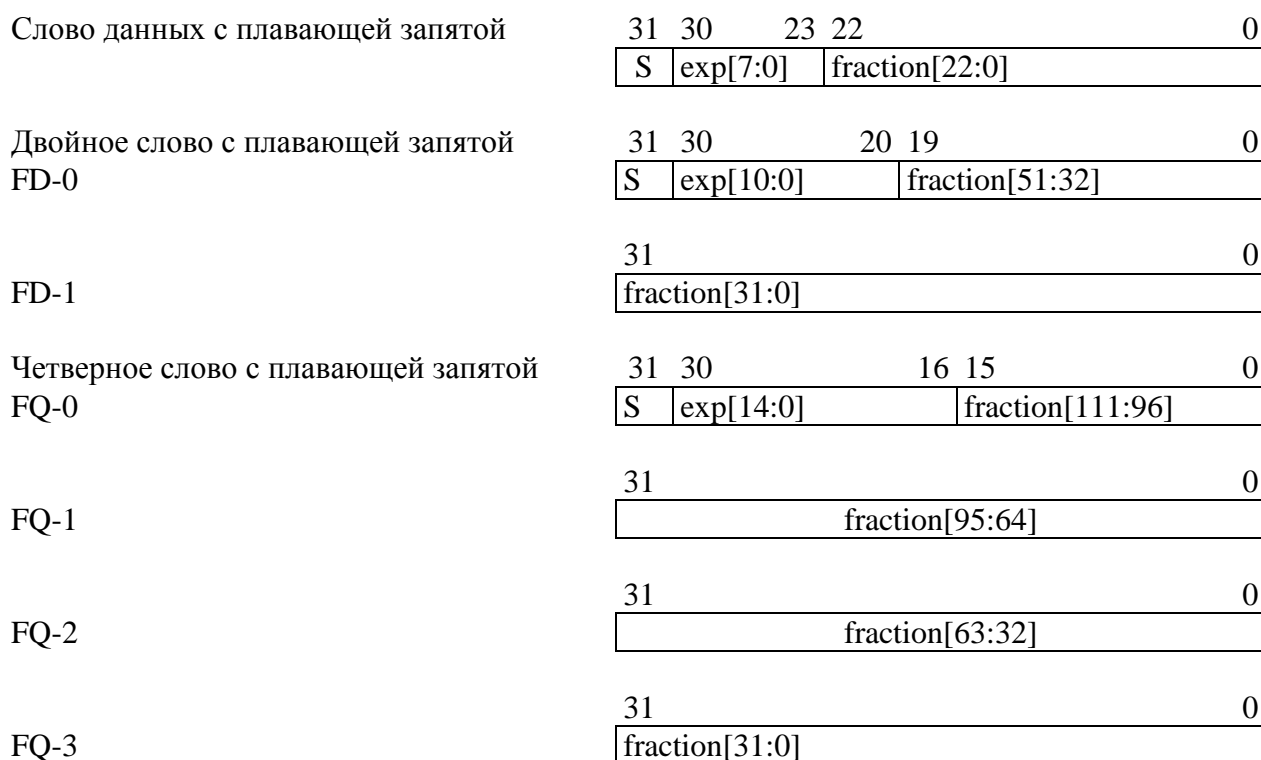 Слово данных с плавающей запятой 31 30 23 22 0
S exp[7:0] fraction[22:0]
Двойное слово с плавающей запятой 31 30 20 19 0
FD-0 S exp[10:0] fraction[51:32]
31 0
FD-1 fraction[31:0]
Четверное слово с плавающей запятой 31 30 16 15 0
FQ-0 S exp[14:0] fraction[111:96]
31 0
FQ-1 fraction[95:64]
31 0
FQ-2 fraction[63:32]
31 0
FQ-3 fraction[31:0]